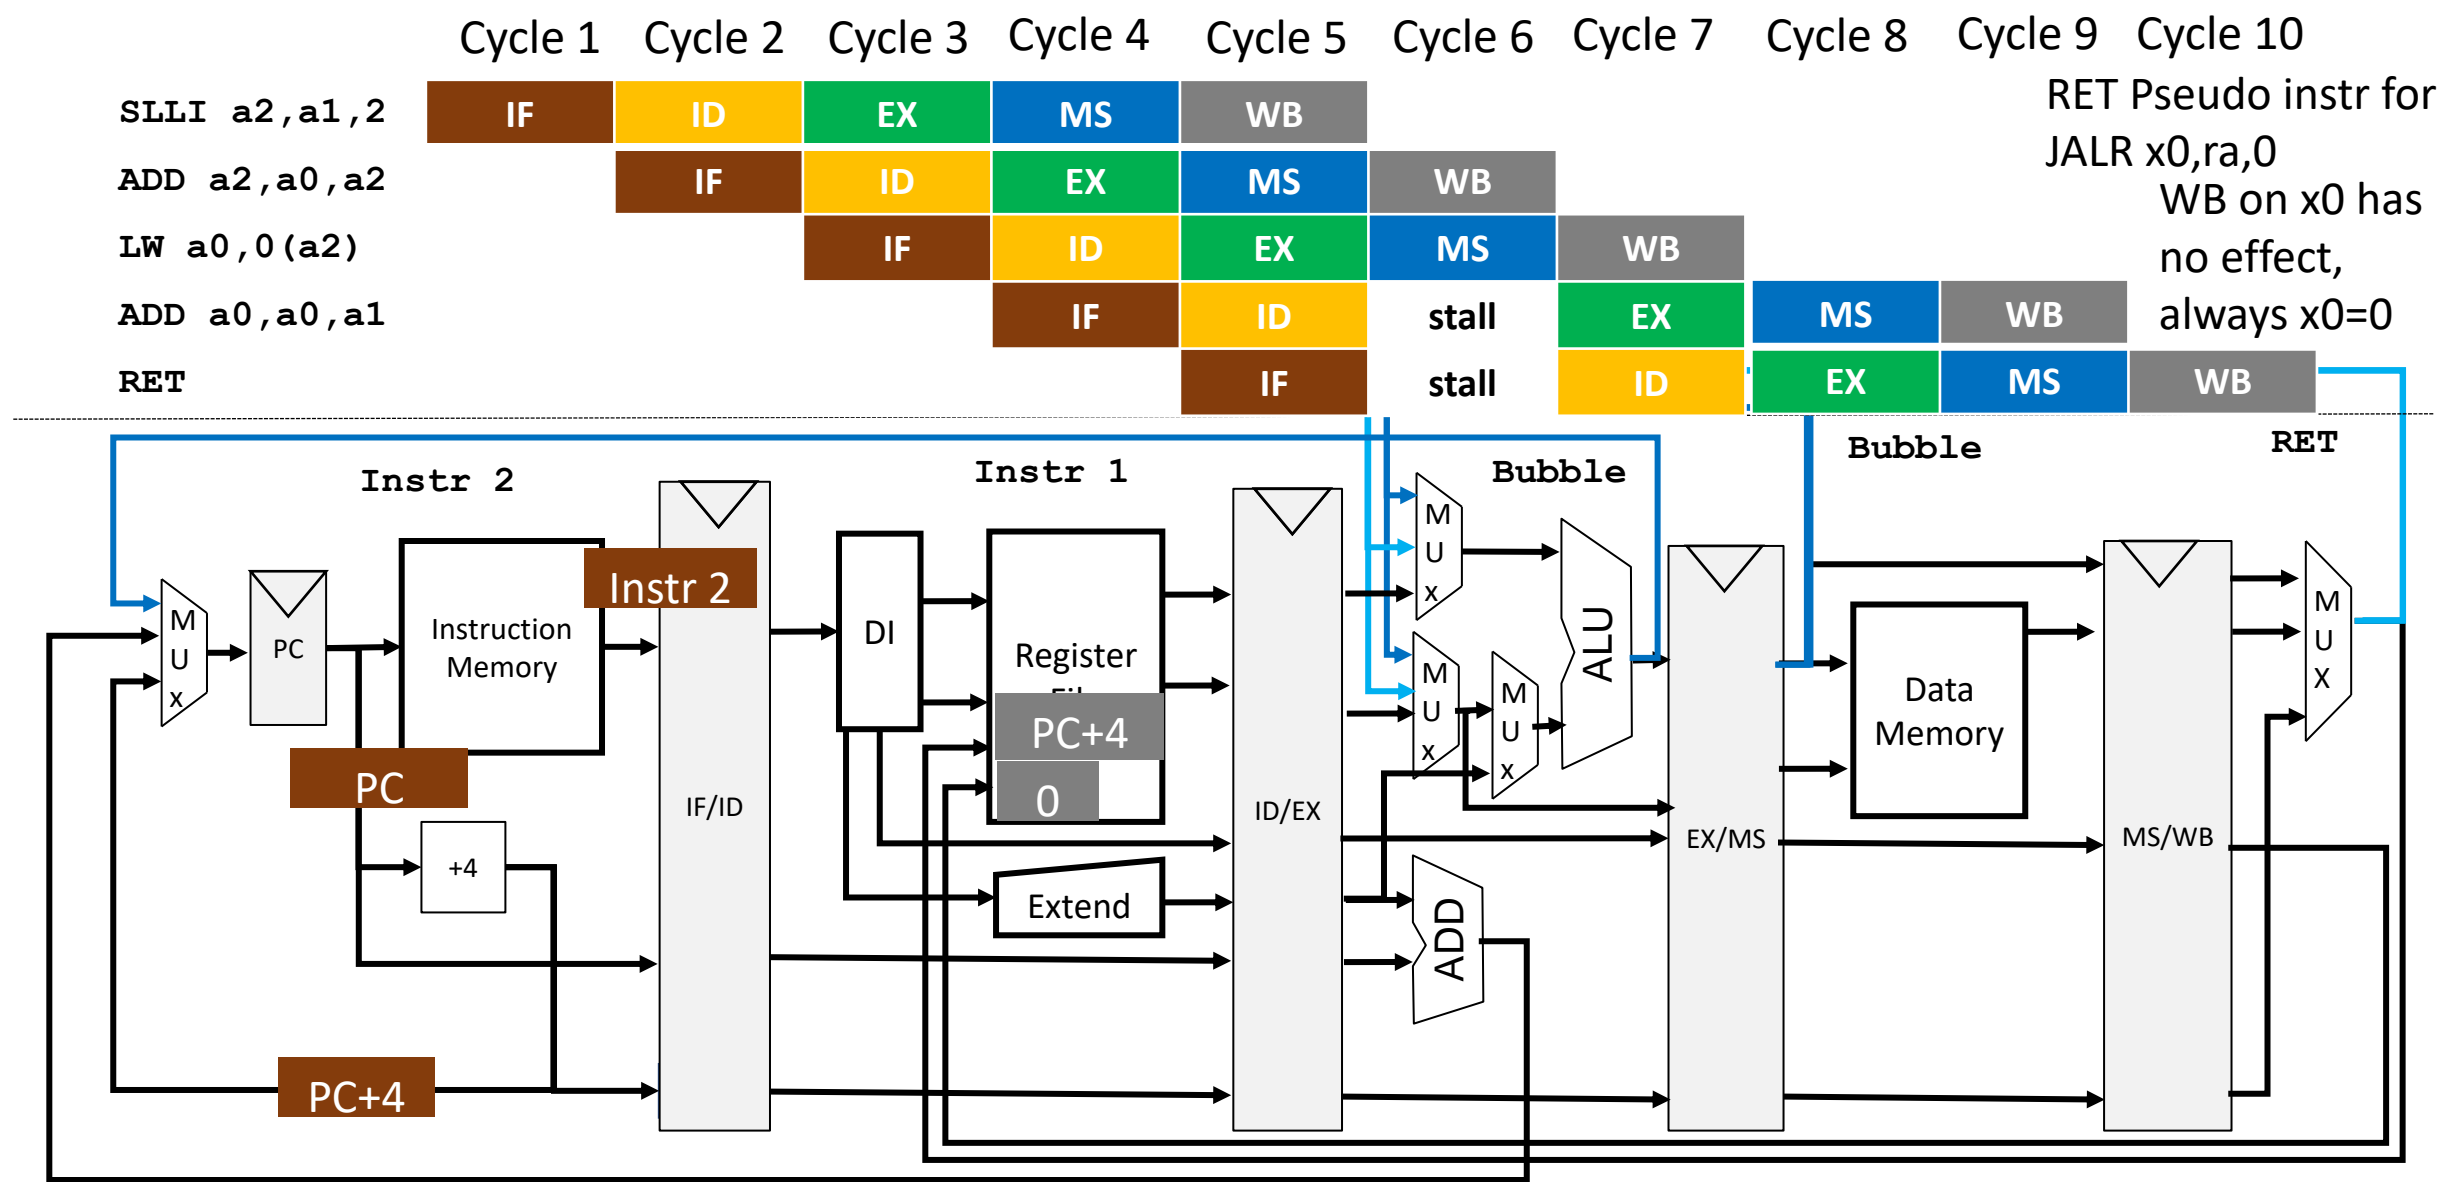 Cycle 1 Cycle 2 Cycle 3 Cycle 4 Cycle 5 Cycle 6 Cycle 7 Cycle 8 Cycle 9 Cycle 10
SLLI a2,a1,2 IF ID EX MS WB
ADD a2,a0,a2 IF ID EX MS WB
LW a0,0(a2) IF ID EX MS WB
ADD a0,a0,a1 IF ID stall EX MS WB
RET IF stall ID EX MS WB
RET Pseudo instr for
JALR x0,ra,0
WB on x0 has
no effect,
always x0=0
Instr 2 Instr 1 Bubble Bubble RET
MUx
PC
Instruction
Memory
Instr 2
PC
+4
PC+4
IF/ID
DI
Register
PC+4
0
Extend
ID/EX
MUx
MUx
MUx
ALU
ADD
EX/MS
Data
Memory
MS/WB
MUX